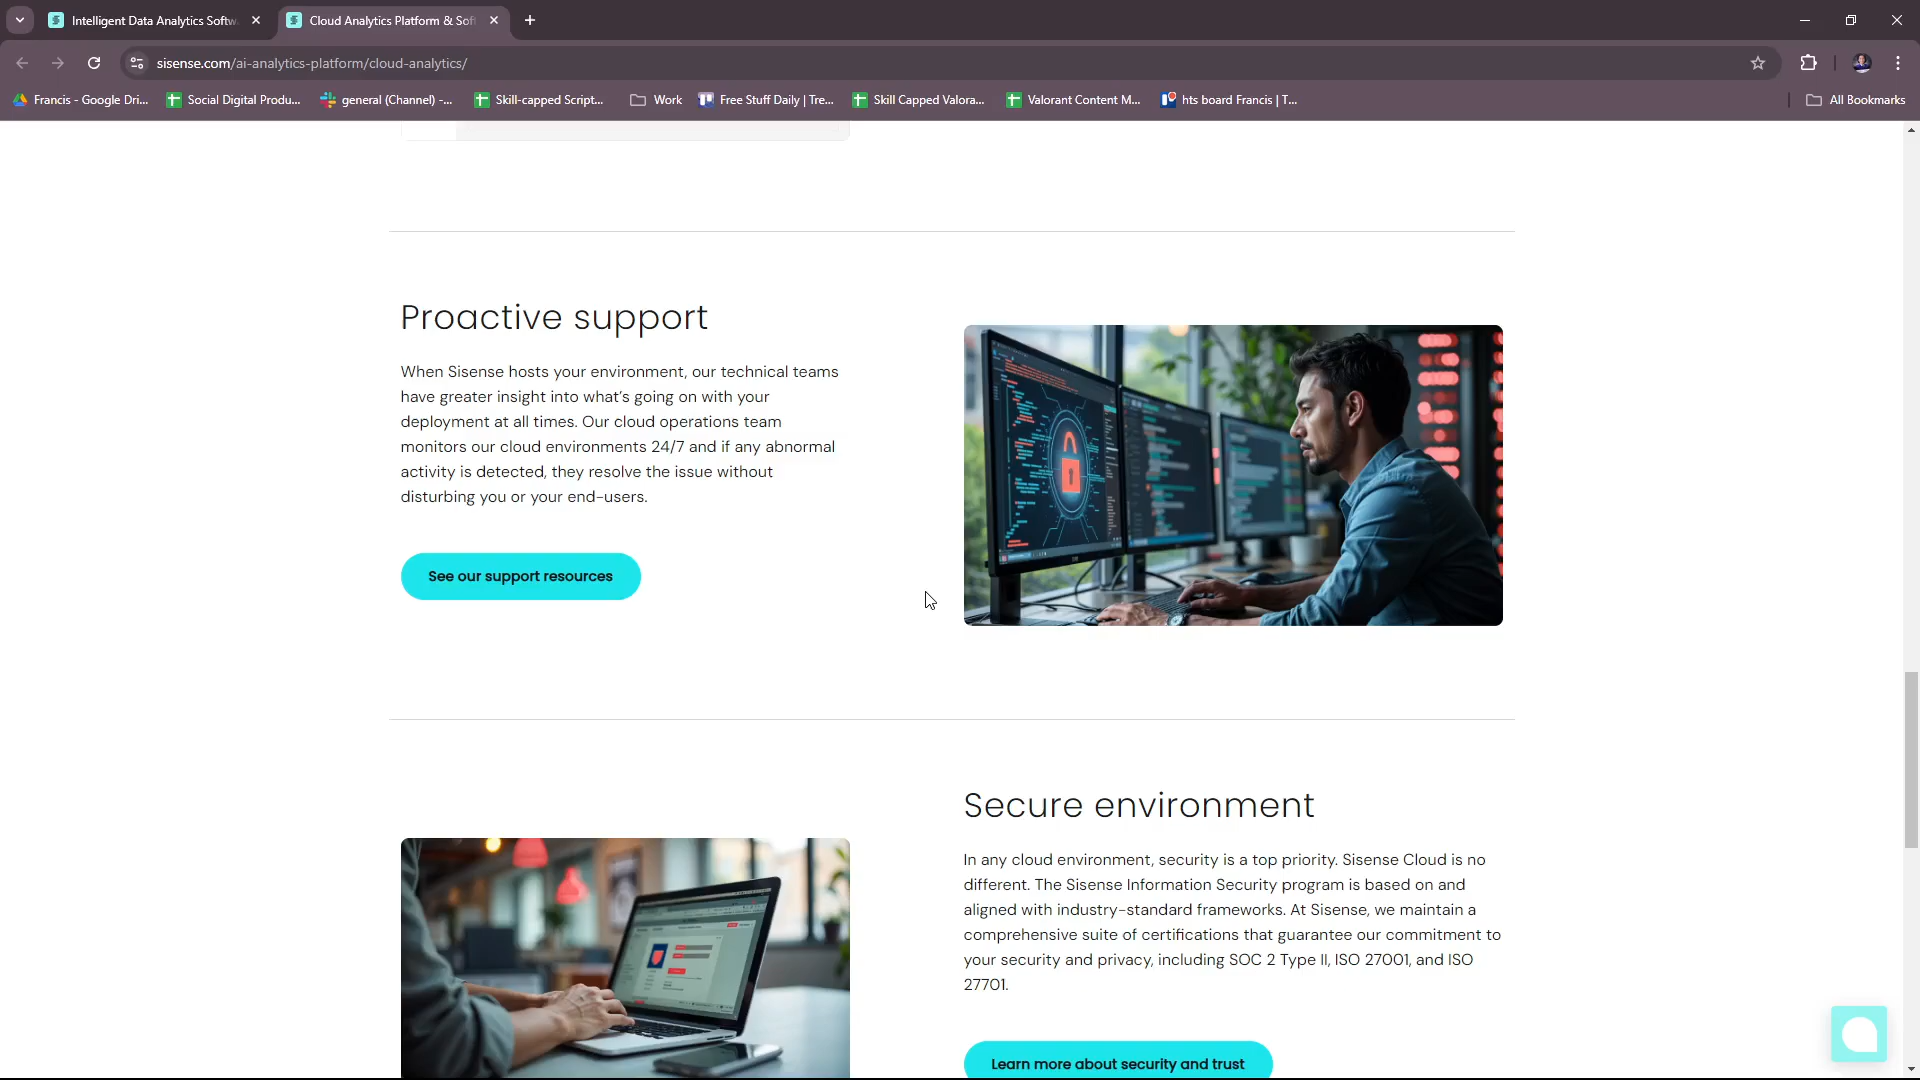 Intelligent Data Analytics Softw
Cloud Analytics Platform & Soft
sisense.com/ai-analytics-platform/cloud-analytics/
Francis - Google Dri...
Social Digital Produ...
general (Channel) -...
Skill-capped Script...
Work
Free Stuff Daily | Tre...
Skill Capped Valora...
Valorant Content M...
hts board Francis | T...
All Bookmarks
Proactive support
When Sisense hosts your environment, our technical teams
have greater insight into what's going on with your
deployment at all times. Our cloud operations team
monitors our cloud environments 24/7 and if any abnormal
activity is detected, they resolve the issue without
disturbing you or your end-users.
See our support resources
Secure environment
In any cloud environment, security is a top priority. Sisense Cloud is no
different. The Sisense Information Security program is based on and
aligned with industry-standard frameworks. At Sisense, we maintain a
comprehensive suite of certifications that guarantee our commitment to
your security and privacy, including SOC 2 Type II, ISO 27001, and ISO
27701.
Learn more about security and trust